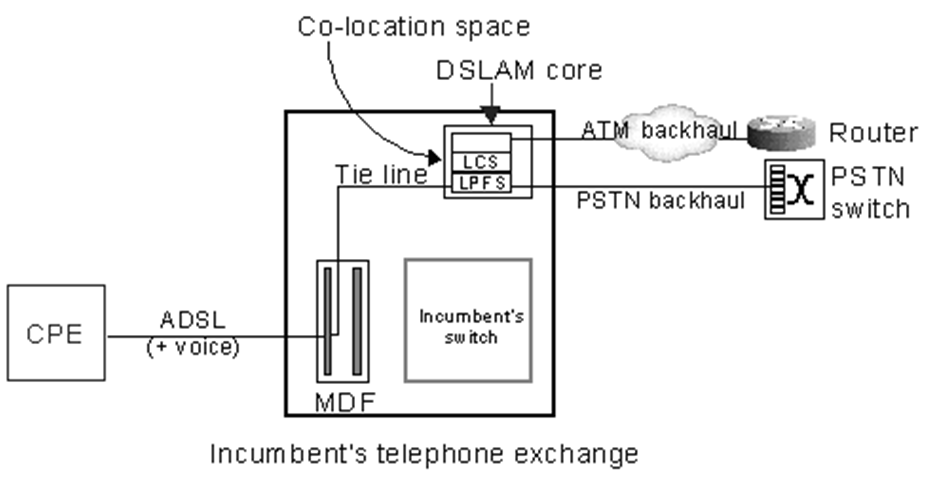 Co-location space
DSLAM core
ATM backhaul
Router
LCS
Tie line
LPFS
PSTN backhaul
PSTN
switch
CPE
ADSL
(+ voice)
Incumbent's
switch
MDF
Incumbent's telephone exchange